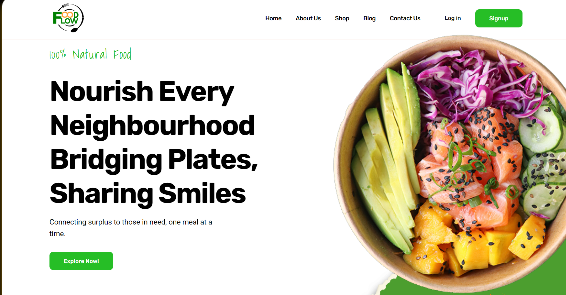 FOOD
FLOW
Home About Us Shop Blog Contact Us Log in Signup
100% Natural Food
Nourish Every
Neighbourhood
Bridging Plates,
Sharing Smiles
Connecting surplus to those in need, one meal at a
time.
Explore Now!